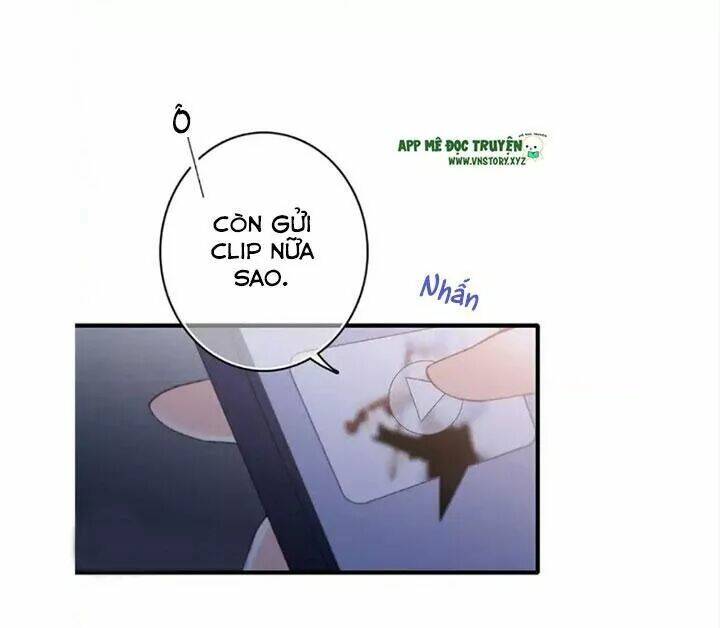 Ồ
APP MÊ ĐỌC TRUYỆN
WWW.VNSTORY.XYZ
CÒN GỬI
CLIP NỮA
SAO.
Nhấn